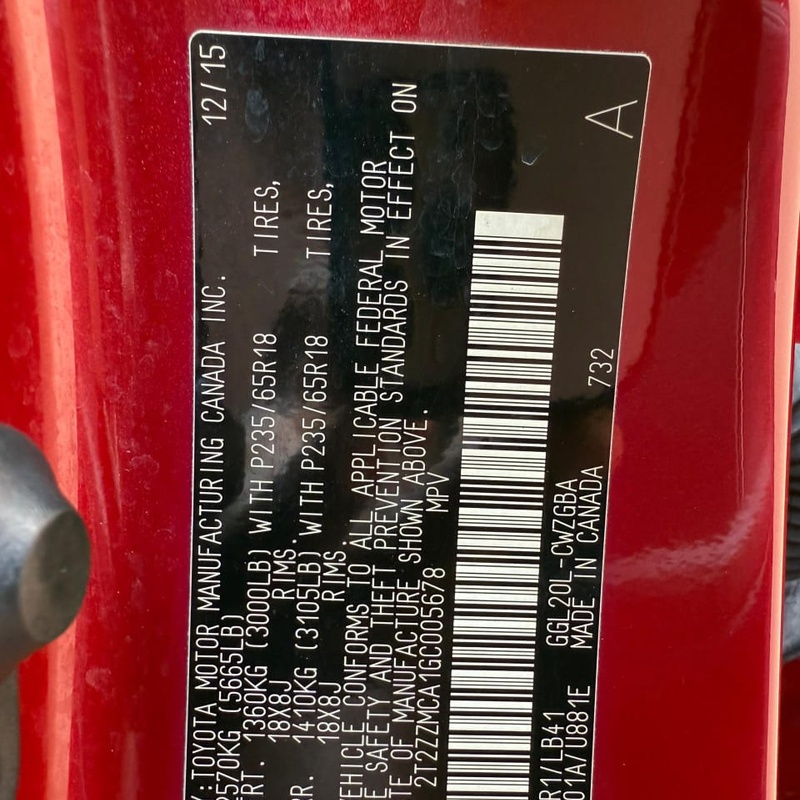 Y:TOYOTA MOTOR MANUFACTURING CANADA INC. 12/15
2570KG (5665LB)
RT. 1360KG (3000LB) WITH P235/65R18 TIRES,
18X8J RIMS.
RR. 1410KG (3105LB) WITH P235/65R18 TIRES,
18X8J RIMS.
VEHICLE CONFORMS TO ALL APPLICABLE FEDERAL MOTOR
E SAFETY AND THEFT PREVENTION STANDARDS IN EFFECT ON
TE OF MANUFACTURE SHOWN ABOVE.
2T2ZZMCA1GC005678 MPV
R1/LB41 GGL20L-CWZGBA
01A/U881E MADE IN CANADA 732 A